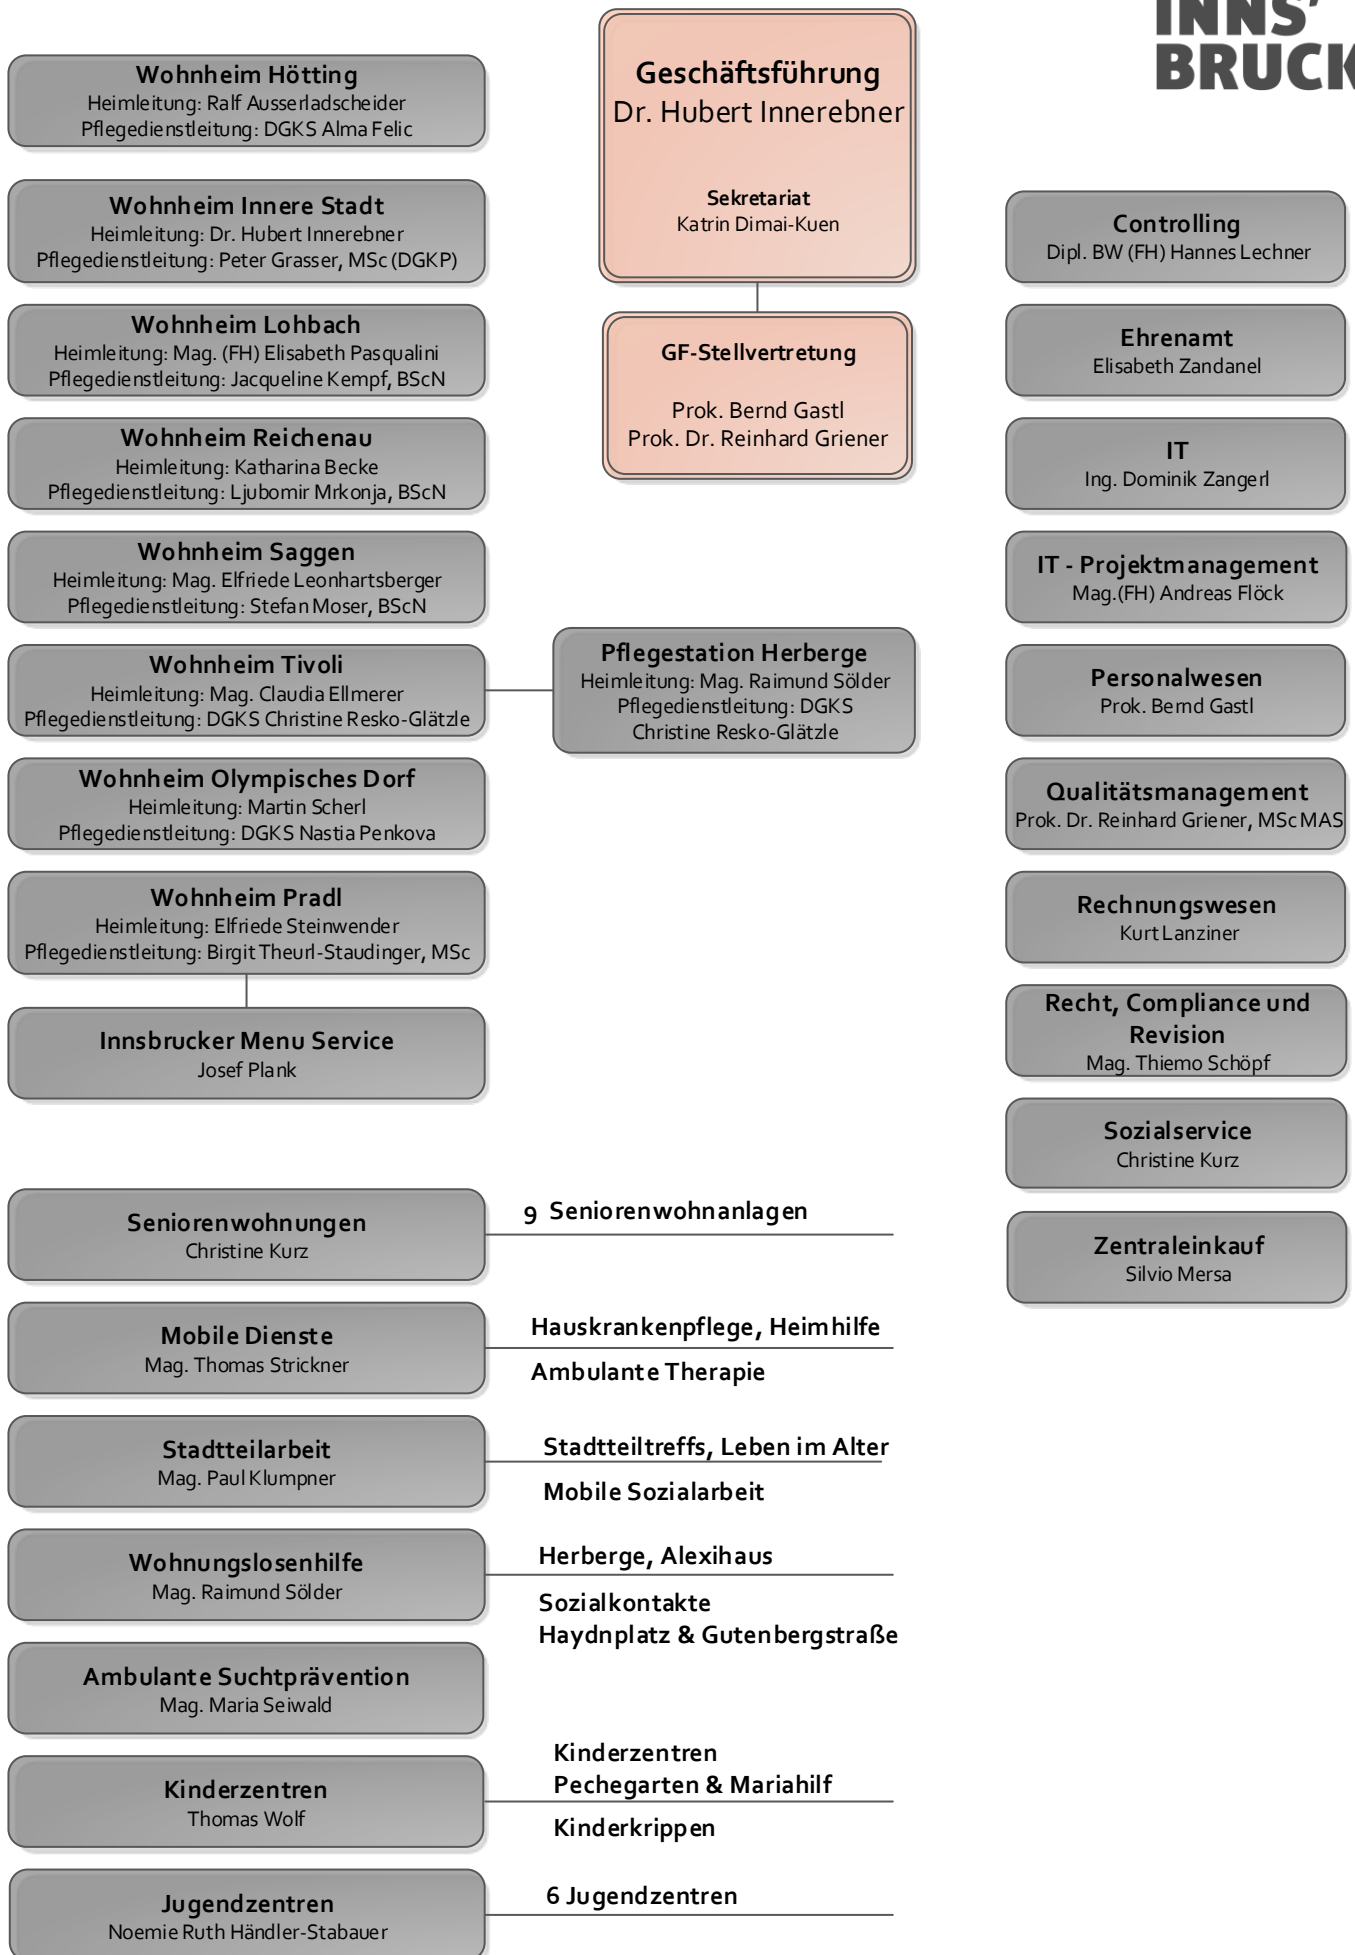 INNS'
BRUCK
Geschäftsführung
Dr. Hubert Innerebner
Sekretariat
Katrin Dimai-Kuen
GF-Stellvertretung
Prok. Bernd Gastl
Prok. Dr. Reinhard Griener
Wohnheim Hötting
Heimleitung: Ralf Ausserladscheider
Pflegedienstleitung: DGKS Alma Felic
Wohnheim Innere Stadt
Heimleitung: Dr. Hubert Innerebner
Pflegedienstleitung: Peter Grasser, MSc (DGKP)
Wohnheim Lohbach
Heimleitung: Mag. (FH) Elisabeth Pasqualini
Pflegedienstleitung: Jacqueline Kempf, BScN
Wohnheim Reichenau
Heimleitung: Katharina Becke
Pflegedienstleitung: Ljubomir Mrkonja, BScN
Wohnheim Saggen
Heimleitung: Mag. Elfriede Leonhartsberger
Pflegedienstleitung: Stefan Moser, BScN
Wohnheim Tivoli
Heimleitung: Mag. Claudia Ellmerer
Pflegedienstleitung: DGKS Christine Resko-Glätzle
Pflegestation Herberge
Heimleitung: Mag. Raimund Sölder
Pflegedienstleitung: DGKS
Christine Resko-Glätzle
Wohnheim Olympisches Dorf
Heimleitung: Martin Scherl
Pflegedienstleitung: DGKS Nastia Penkova
Wohnheim Pradl
Heimleitung: Elfriede Steinwender
Pflegedienstleitung: Birgit Theurl-Staudinger, MSc
Innsbrucker Menu Service
Josef Plank
Seniorenwohnungen
Christine Kurz
9 Seniorenwohnanlagen
Mobile Dienste
Mag. Thomas Strickner
Hauskrankenpflege, Heimhilfe
Ambulante Therapie
Stadtteilarbeit
Mag. Paul Klumpner
Stadtteiltreffs, Leben im Alter
Mobile Sozialarbeit
Wohnungslosenhilfe
Mag. Raimund Sölder
Herberge, Alexihaus
Sozialkontakte
Haydnplatz & Gutenbergstraße
Ambulante Suchtprävention
Mag. Maria Seiwald
Kinderzentren
Thomas Wolf
Kinderzentren
Pechegarten & Mariahilf
Kinderkrippen
Jugendzentren
Noemie Ruth Händler-Stabauer
6 Jugendzentren
Controlling
Dipl. BW (FH) Hannes Lechner
Ehrenamt
Elisabeth Zandanel
IT
Ing. Dominik Zangerl
IT - Projektmanagement
Mag.(FH) Andreas Flöck
Personalwesen
Prok. Bernd Gastl
Qualitätsmanagement
Prok. Dr. Reinhard Griener, MSc MAS
Rechnungswesen
Kurt Lanziner
Recht, Compliance und
Revision
Mag. Thiemo Schöpf
Sozialservice
Christine Kurz
Zentraleinkauf
Silvio Mersa